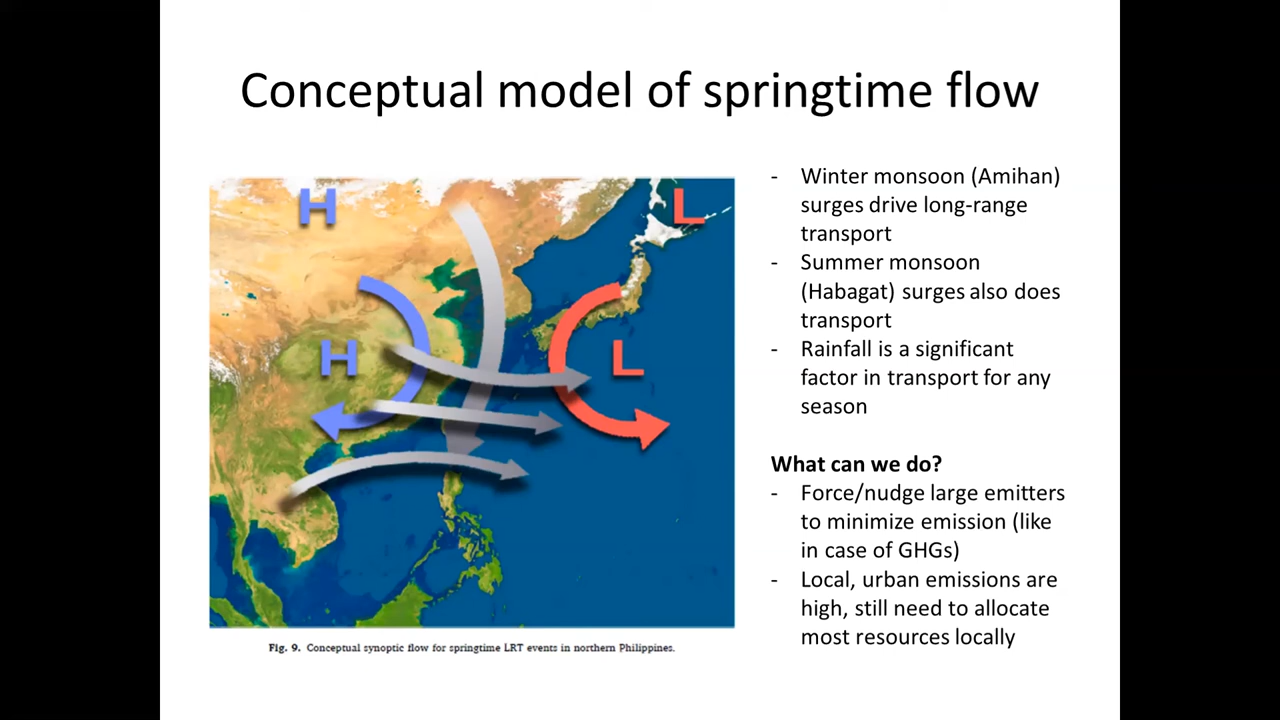 Conceptual model of springtime flow
H
L
H
L
Fig. 9. Conceptual synoptic flow for springtime LRT events in northern Philippines.
- Winter monsoon (Amihan)
surges drive long-range
transport
- Summer monsoon
(Habagat) surges also does
transport
- Rainfall is a significant
factor in transport for any
season
What can we do?
- Force/nudge large emitters
to minimize emission (like
in case of GHGs)
- Local, urban emissions are
high, still need to allocate
most resources locally